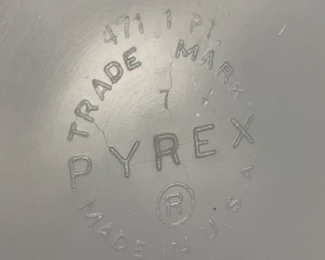 471 1 PT.
TRADE MARK
7
PYREX
®
MADE IN U.S.A